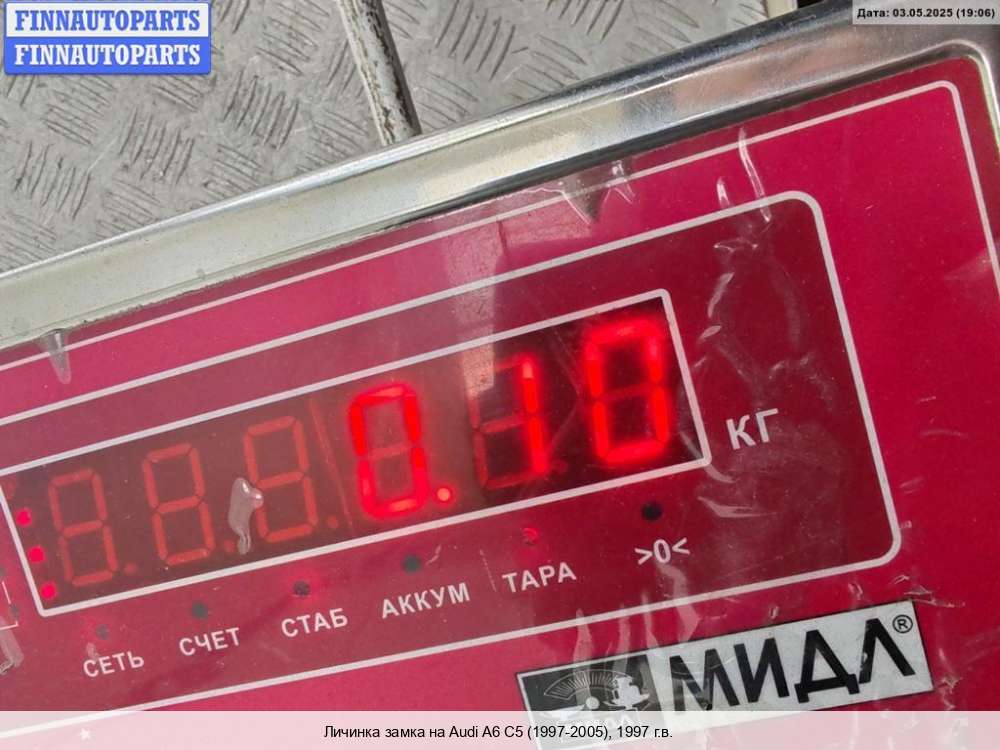 FINNAUTOPARTS
FINNAUTOPARTS
Дата: 03.05.2025 (19:06)
0.10
КГ
СЕТЬ СЧЕТ СТАБ АККУМ ТАРА >0<
МИДЛ®
Личинка замка на Audi A6 C5 (1997-2005), 1997 г.в.